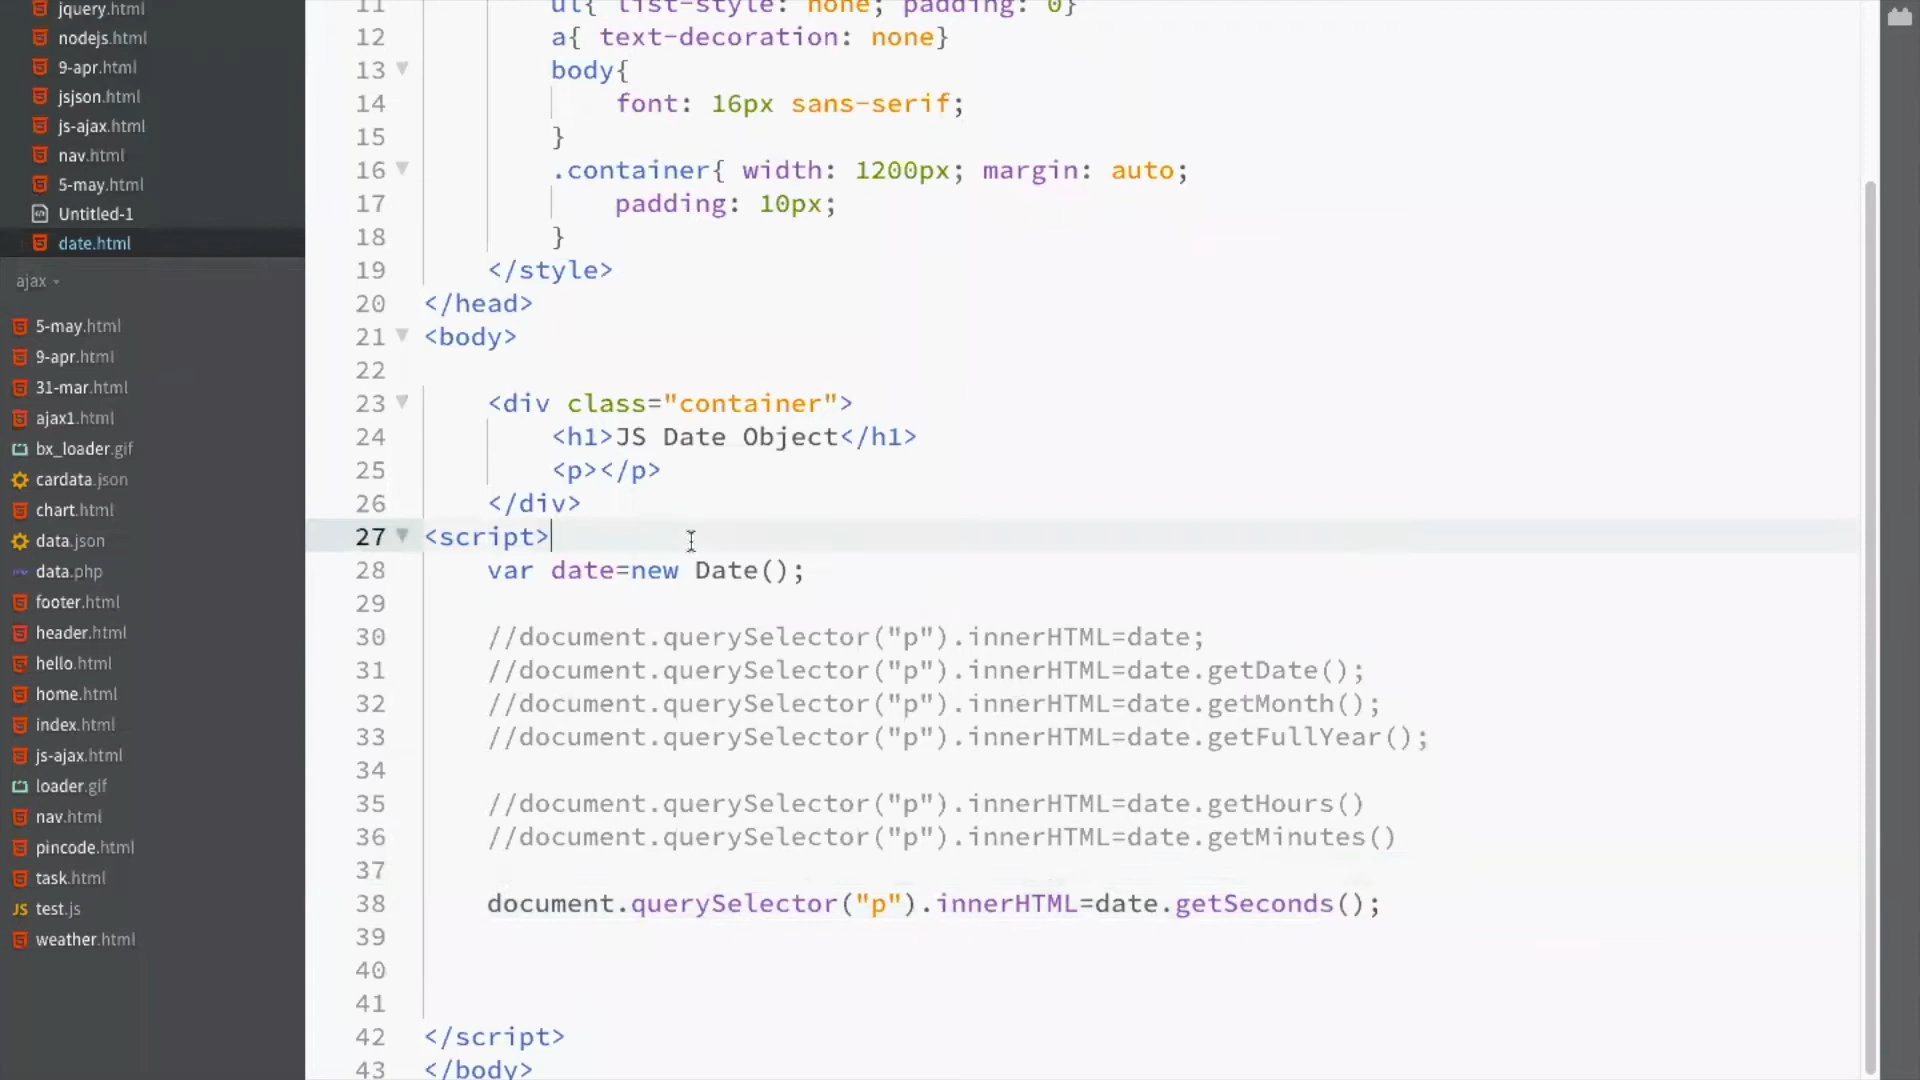 jquery.html
nodejs.html
9-apr.html
jsjson.html
js-ajax.html
nav.html
5-may.html
Untitled-1
date.html
ajax
5-may.html
9-apr.html
31-mar.html
ajax1.html
bx_loader.gif
cardata.json
chart.html
data.json
data.php
footer.html
header.html
hello.html
home.html
index.html
js-ajax.html
loader.gif
nav.html
pincode.html
task.html
JS test.js
weather.html
11 ul{ list-style: none; padding: 0}
12 a{ text-decoration: none}
13 body{
14 font: 16px sans-serif;
15 }
16 .container{ width: 1200px; margin: auto;
17 padding: 10px;
18 }
19 </style>
20 </head>
21 <body>
22
23 <div class="container">
24 <h1>JS Date Object</h1>
25 <p></p>
26 </div>
27 <script>
28 var date=new Date();
29
30 //document.querySelector("p").innerHTML=date;
31 //document.querySelector("p").innerHTML=date.getDate();
32 //document.querySelector("p").innerHTML=date.getMonth();
33 //document.querySelector("p").innerHTML=date.getFullYear();
34
35 //document.querySelector("p").innerHTML=date.getHours()
36 //document.querySelector("p").innerHTML=date.getMinutes()
37
38 document.querySelector("p").innerHTML=date.getSeconds();
39
40
41
42 </script>
43 </body>